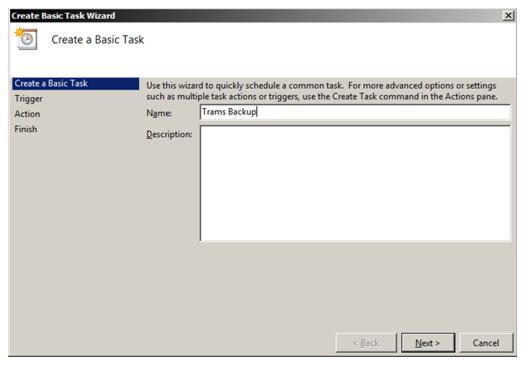 Create Basic Task Wizard
Create a Basic Task
Create a Basic Task
Trigger
Action
Finish
Use this wizard to quickly schedule a common task. For more advanced options or settings
such as multiple task actions or triggers, use the Create Task command in the Actions pane.
Name:
Trams Backup
Description:
< Back
Next >
Cancel